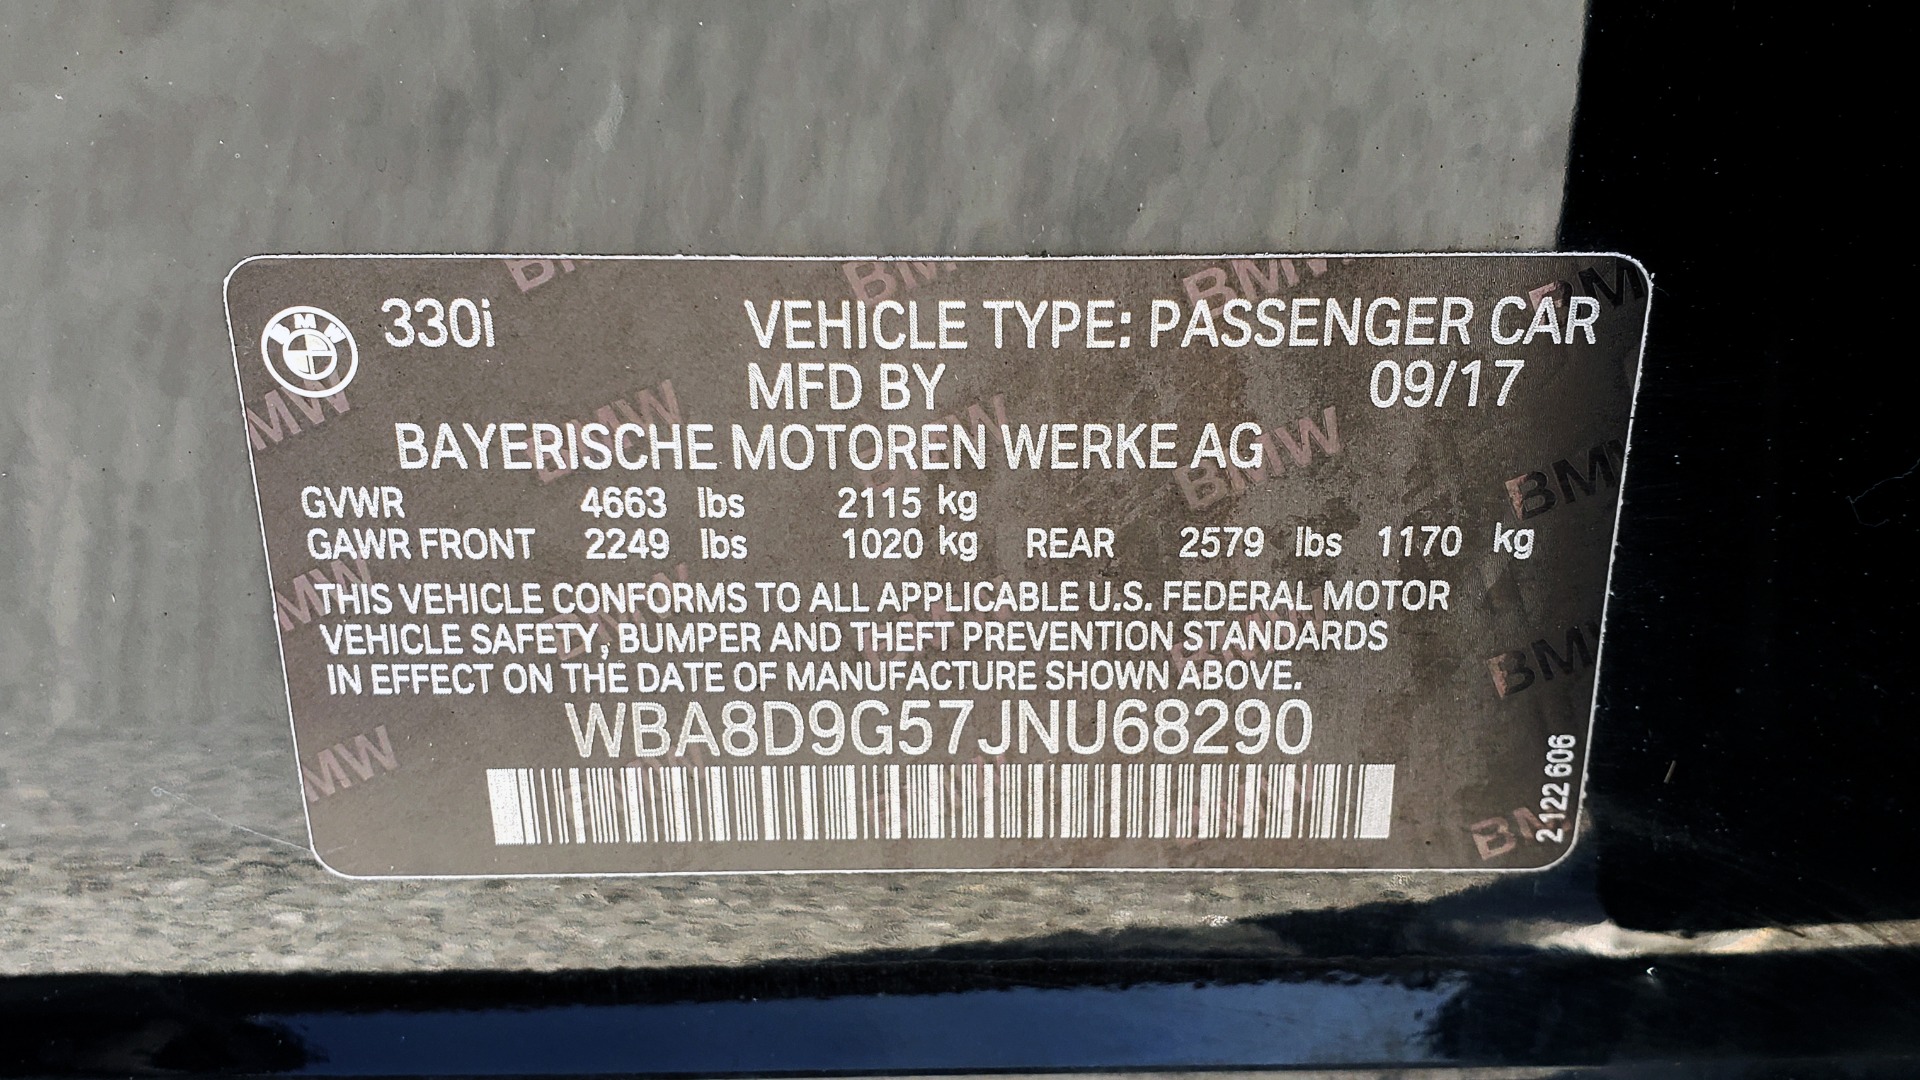 BMW 330i VEHICLE TYPE: PASSENGER CAR
MFD BY 09/17
BAYERISCHE MOTOREN WERKE AG
GVWR 4663 lbs 2115 kg
GAWR FRONT 2249 lbs 1020 kg REAR 2579 lbs 1170 kg
THIS VEHICLE CONFORMS TO ALL APPLICABLE U.S. FEDERAL MOTOR
VEHICLE SAFETY, BUMPER AND THEFT PREVENTION STANDARDS
IN EFFECT ON THE DATE OF MANUFACTURE SHOWN ABOVE.
WBA8D9G57JNU68290
2122 606